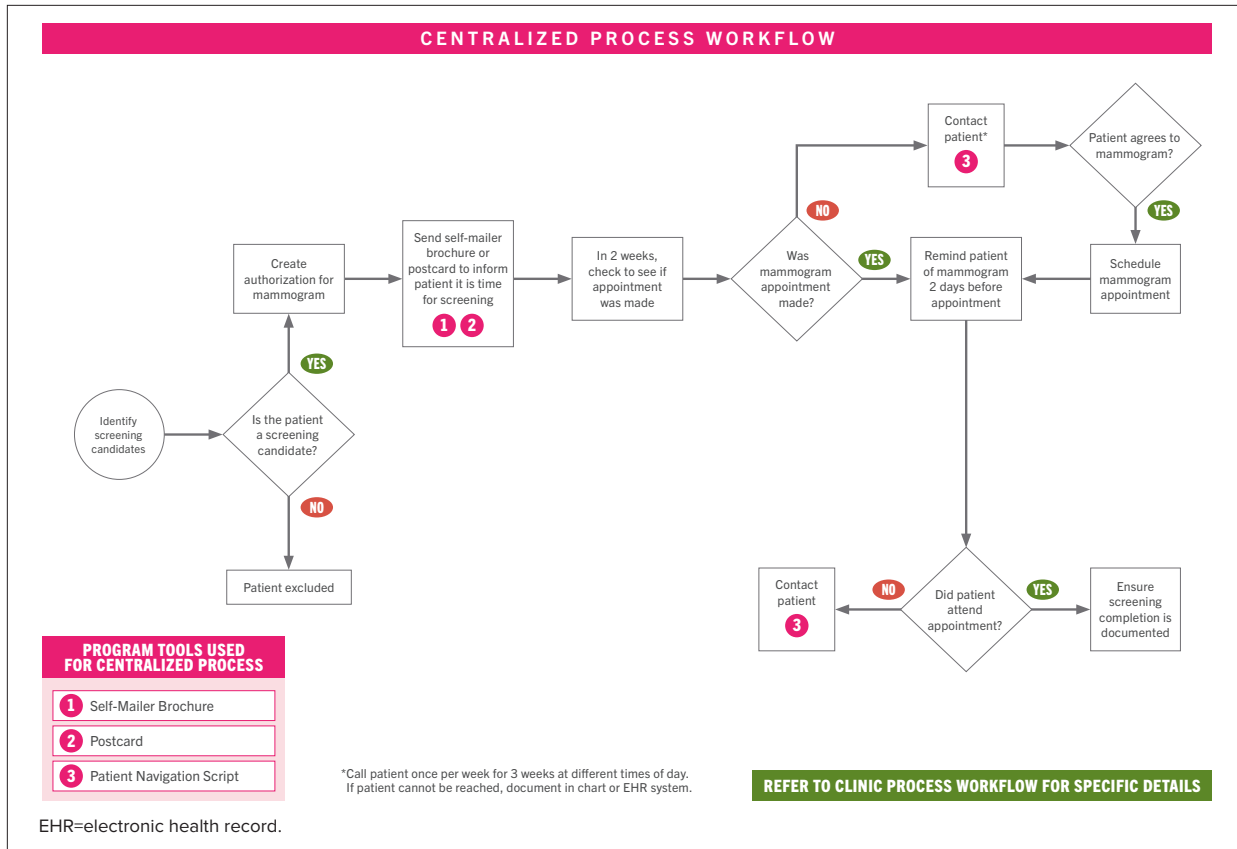 CENTRALIZED PROCESS WORKFLOW
Identify
screening
candidates
Is the patient
a screening
candidate?
YES
NO
Patient excluded
Create
authorization for
mammogram
Send self-mailer
brochure or
postcard to inform
patient it is time
for screening
1 2
In 2 weeks,
check to see if
appointment
was made
Was
mammogram
appointment
made?
NO
YES
Contact
patient*
3
Patient agrees to
mammogram?
YES
Schedule
mammogram
appointment
Remind patient
of mammogram
2 days before
appointment
Did patient
attend
appointment?
NO
YES
Contact
patient
3
Ensure
screening
completion is
documented
PROGRAM TOOLS USED
FOR CENTRALIZED PROCESS
1 Self-Mailer Brochure
2 Postcard
3 Patient Navigation Script
*Call patient once per week for 3 weeks at different times of day.
If patient cannot be reached, document in chart or EHR system.
REFER TO CLINIC PROCESS WORKFLOW FOR SPECIFIC DETAILS
EHR=electronic health record.